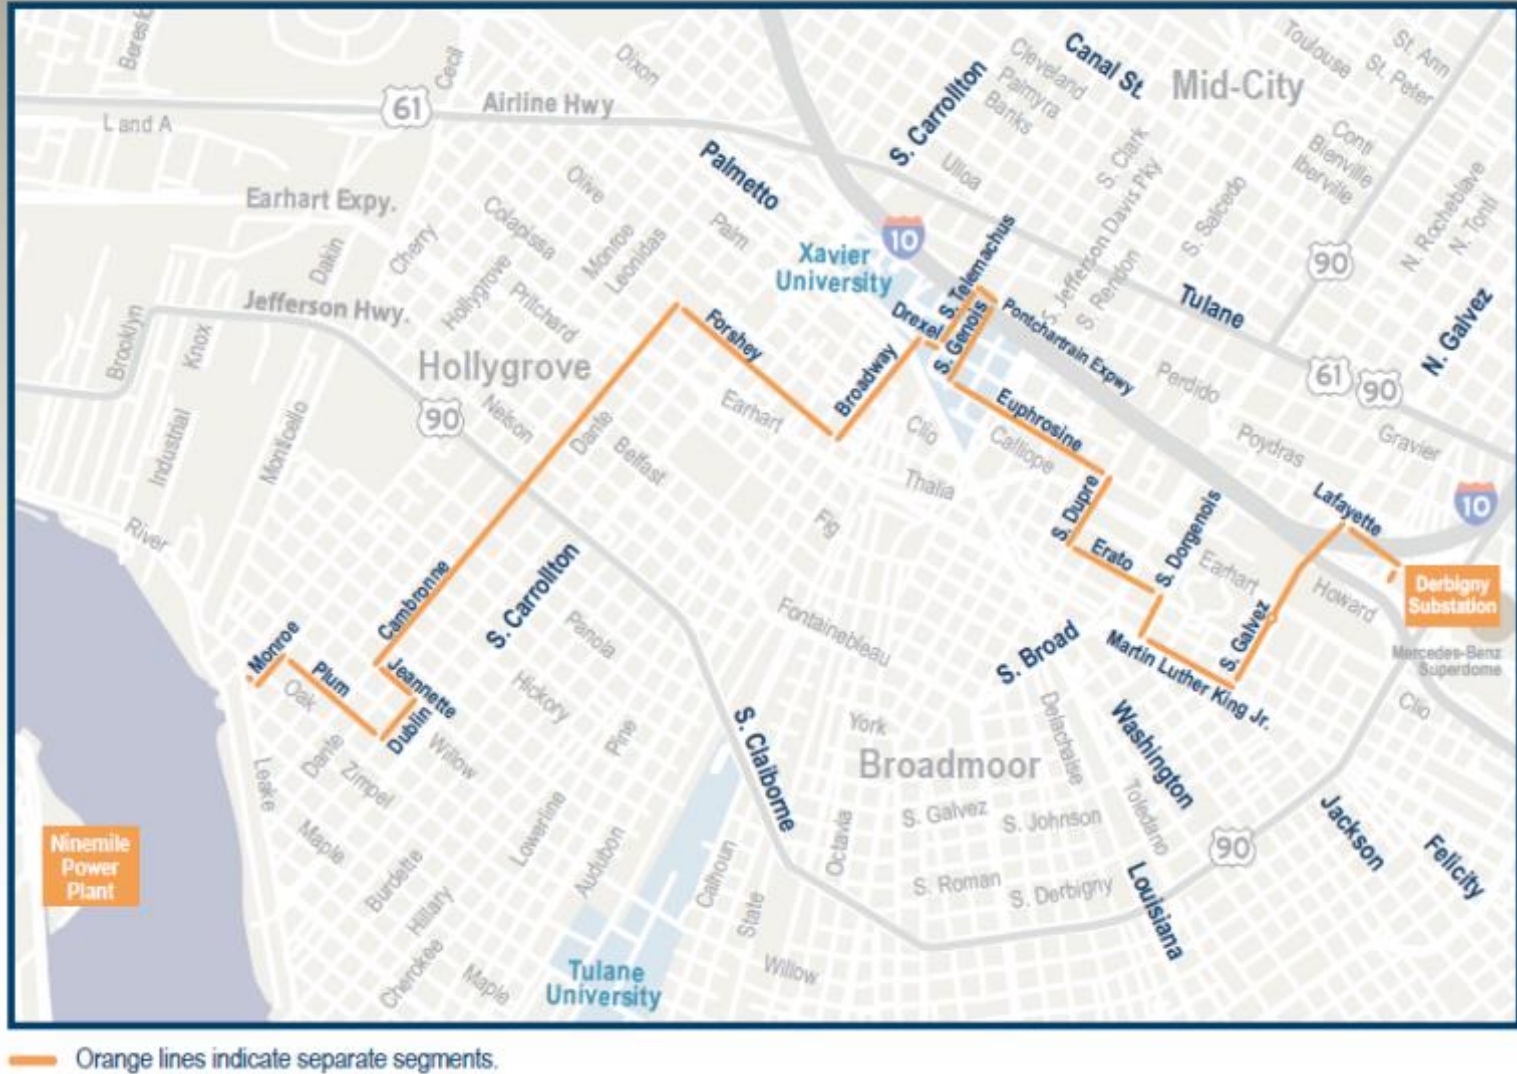 Beresf
Cecil
Dixon
Canal St.
Toulouse
St. Ann
St. Peter
Cleveland
Palmyra
Banks
Mid-City
61
Airline Hwy
S. Carrollton
L and A
Conti
Bienville
Iberville
Palmetto
Ulloa
S. Clark
S. Jefferson Davis Pky
S. Rendon
S. Salcedo
N. Rocheblave
N. Tonti
Olive
Earhart Expy.
Colapissa
Monroe
Leonidas
Palm
Cherry
Dakin
Xavier
University
10
S. Telemachus
90
Hollygrove
Pritchard
Jefferson Hwy.
Tulane
N. Galvez
Brooklyn
Knox
Forshey
Drexel
S. Genois
Pontchartrain Expwy
Hollygrove
Broadway
Perdido
61
90
90
Nelson
Dante
Earhart
Clio
Euphrosine
Calliope
Poydras
Gravier
Industrial
Monticello
Belfast
Thalia
S. Dupre
Lafayette
10
Fig
River
Erato
S. Dorgenois
Earhart
Howard
Derbigny
Substation
Cambronne
S. Carrollton
Fontainebleau
Panola
S. Broad
Martin Luther King Jr.
S. Galvez
Mercedes-Benz
Superdome
Monroe
Plum
Oak
Jeannette
Dublin
Hickory
Clio
Dante
Zimpel
Willow
Pine
S. Claiborne
York
Delachaise
Washington
Broadmoor
Leake
Maple
Lowerline
Audubon
Octavia
S. Galvez
S. Johnson
Toledano
90
Jackson
Felicity
Ninemile
Power
Plant
Burdette
Hillary
Cherokee
Calhoun
State
S. Roman
S. Derbigny
Louisiana
Maple
Tulane
University
Willow
Orange lines indicate separate segments.